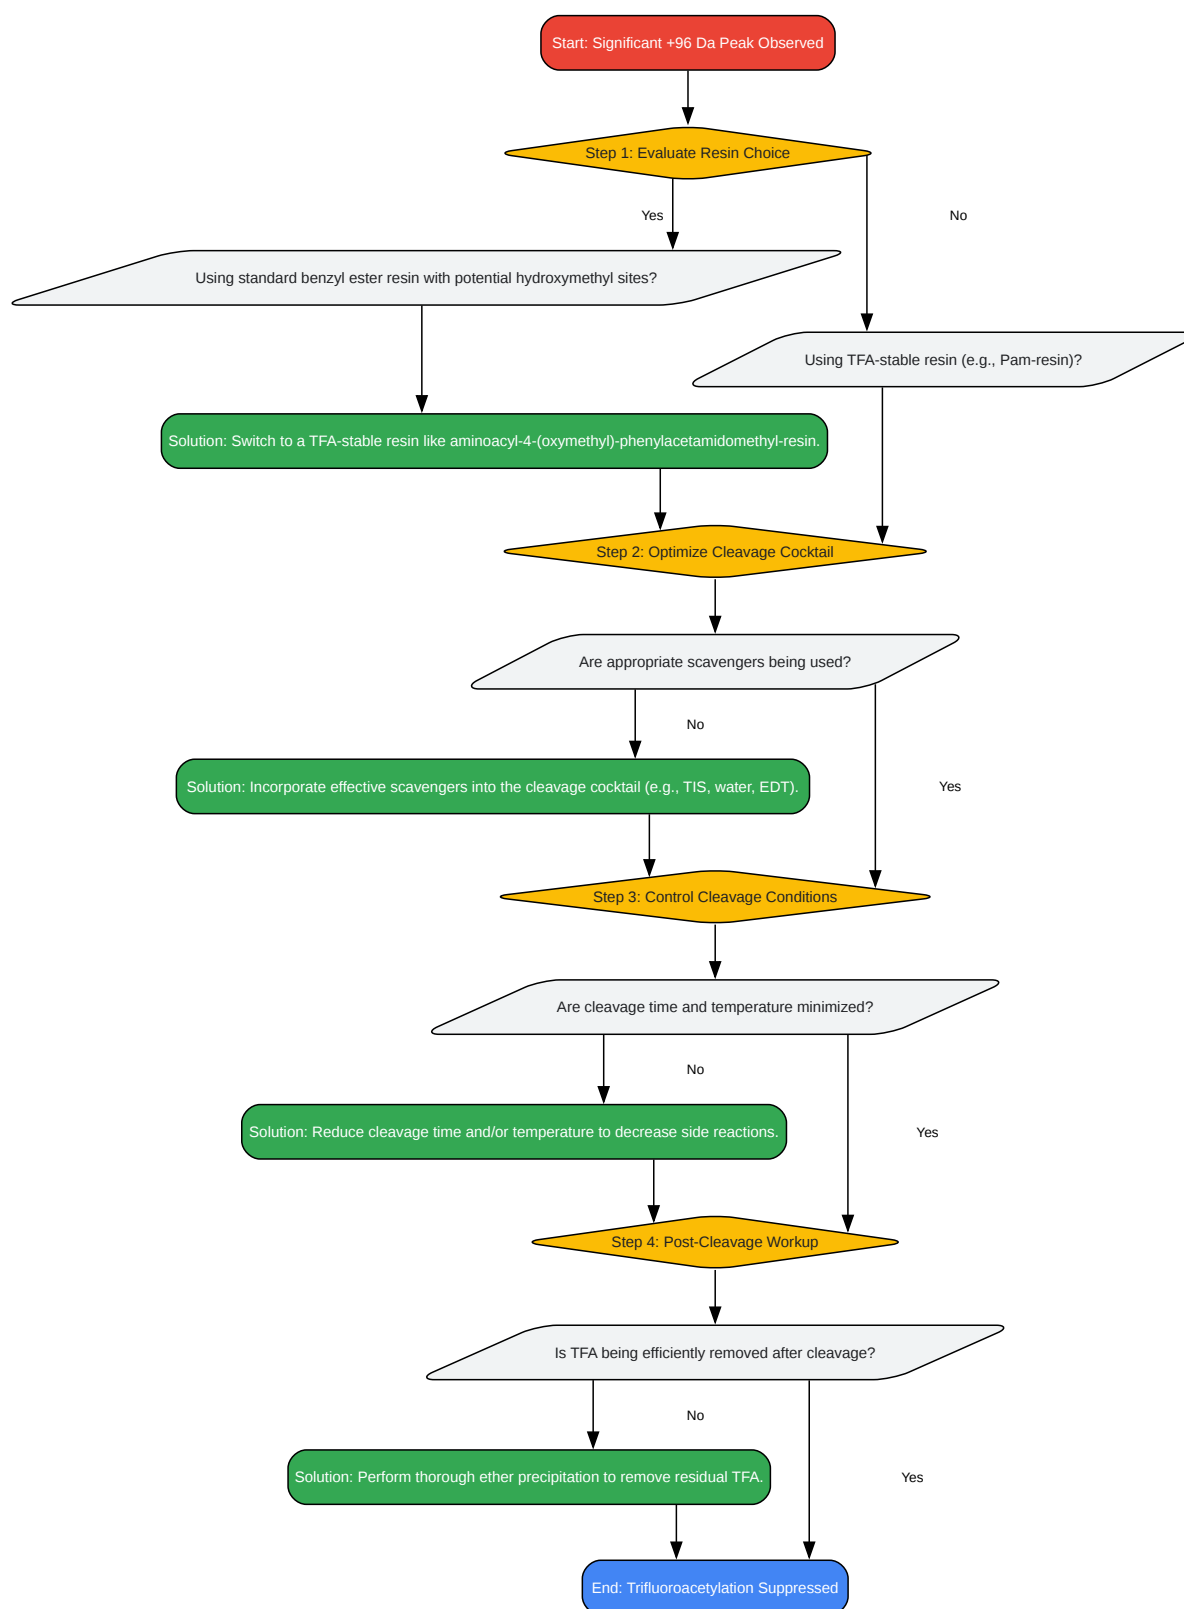 Start: Significant +96 Da Peak Observed
Step 1: Evaluate Resin Choice
Yes
No
Using standard benzyl ester resin with potential hydroxymethyl sites?
Using TFA-stable resin (e.g., Pam-resin)?
Solution: Switch to a TFA-stable resin like aminoacyl-4-(oxymethyl)-phenylacetamidomethyl-resin.
Step 2: Optimize Cleavage Cocktail
Are appropriate scavengers being used?
No
Solution: Incorporate effective scavengers into the cleavage cocktail (e.g., TIS, water, EDT).
Yes
Step 3: Control Cleavage Conditions
Are cleavage time and temperature minimized?
No
Solution: Reduce cleavage time and/or temperature to decrease side reactions.
Yes
Step 4: Post-Cleavage Workup
Is TFA being efficiently removed after cleavage?
No
Solution: Perform thorough ether precipitation to remove residual TFA.
Yes
End: Trifluoroacetylation Suppressed